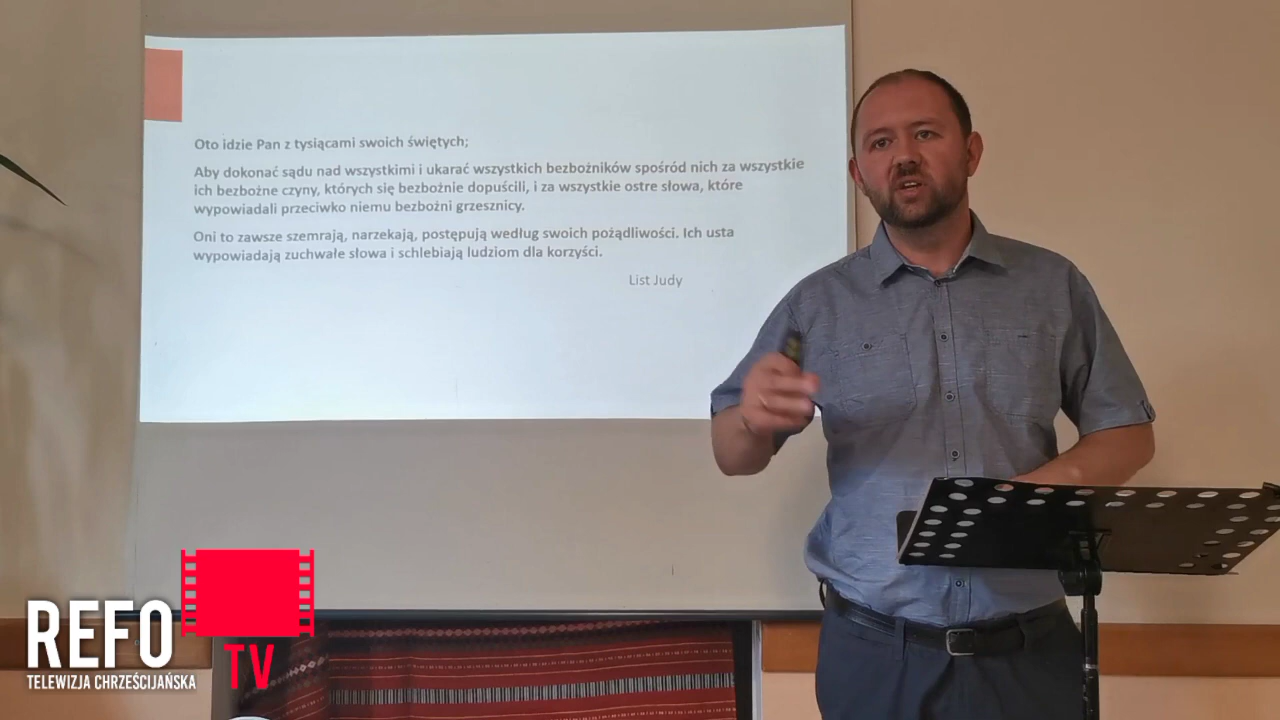 Oto idzie Pan z tysiącami swoich świętych;
Aby dokonać sądu nad wszystkimi i ukarać wszystkich bezbożników spośród nich za wszystkie
ich bezbożne czyny, których się bezbożnie dopuścili, i za wszystkie ostre słowa, które
wypowiadali przeciwko niemu bezbożni grzesznicy.
Oni to zawsze szemrają, narzekają, postępują według swoich pożądliwości. Ich usta
wypowiadają zuchwałe słowa i schlebiają ludziom dla korzyści.
List Judy
REFO
TV
TELEWIZJA CHRZEŚCIJAŃSKA